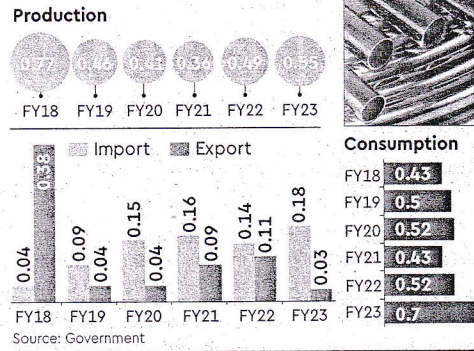 Production
0.77 0.46 0.41 0.36 0.49 0.55
FY18 FY19 FY20 FY21 FY22 FY23
Import Export
0.04 0.38 0.09 0.04 0.15 0.04 0.16 0.09 0.14 0.11 0.18 0.03
FY18 FY19 FY20 FY21 FY22 FY23
Source: Government
Consumption
FY18 0.43
FY19 0.5
FY20 0.52
FY21 0.43
FY22 0.52
FY23 0.7